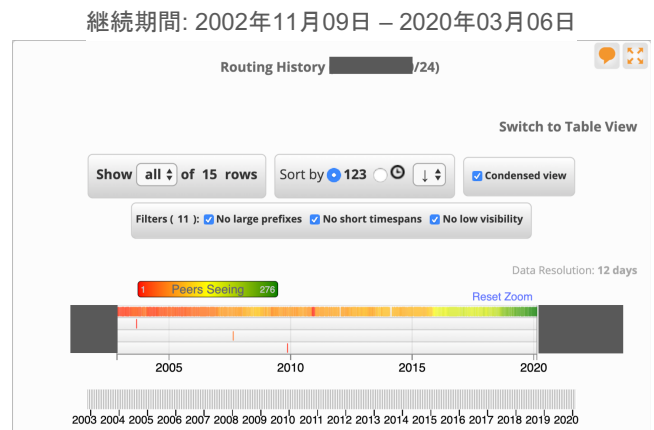 継続期間: 2002年11月09日 – 2020年03月06日
Routing History /24)
Switch to Table View
Show all of 15 rows Sort by 123 ↓ Condensed view
Filters ( 11 ): No large prefixes No short timespans No low visibility
Data Resolution: 12 days
1 Peers Seeing 276
Reset Zoom
2005 2010 2015 2020
2003 2004 2005 2006 2007 2008 2009 2010 2011 2012 2013 2014 2015 2016 2017 2018 2019 2020